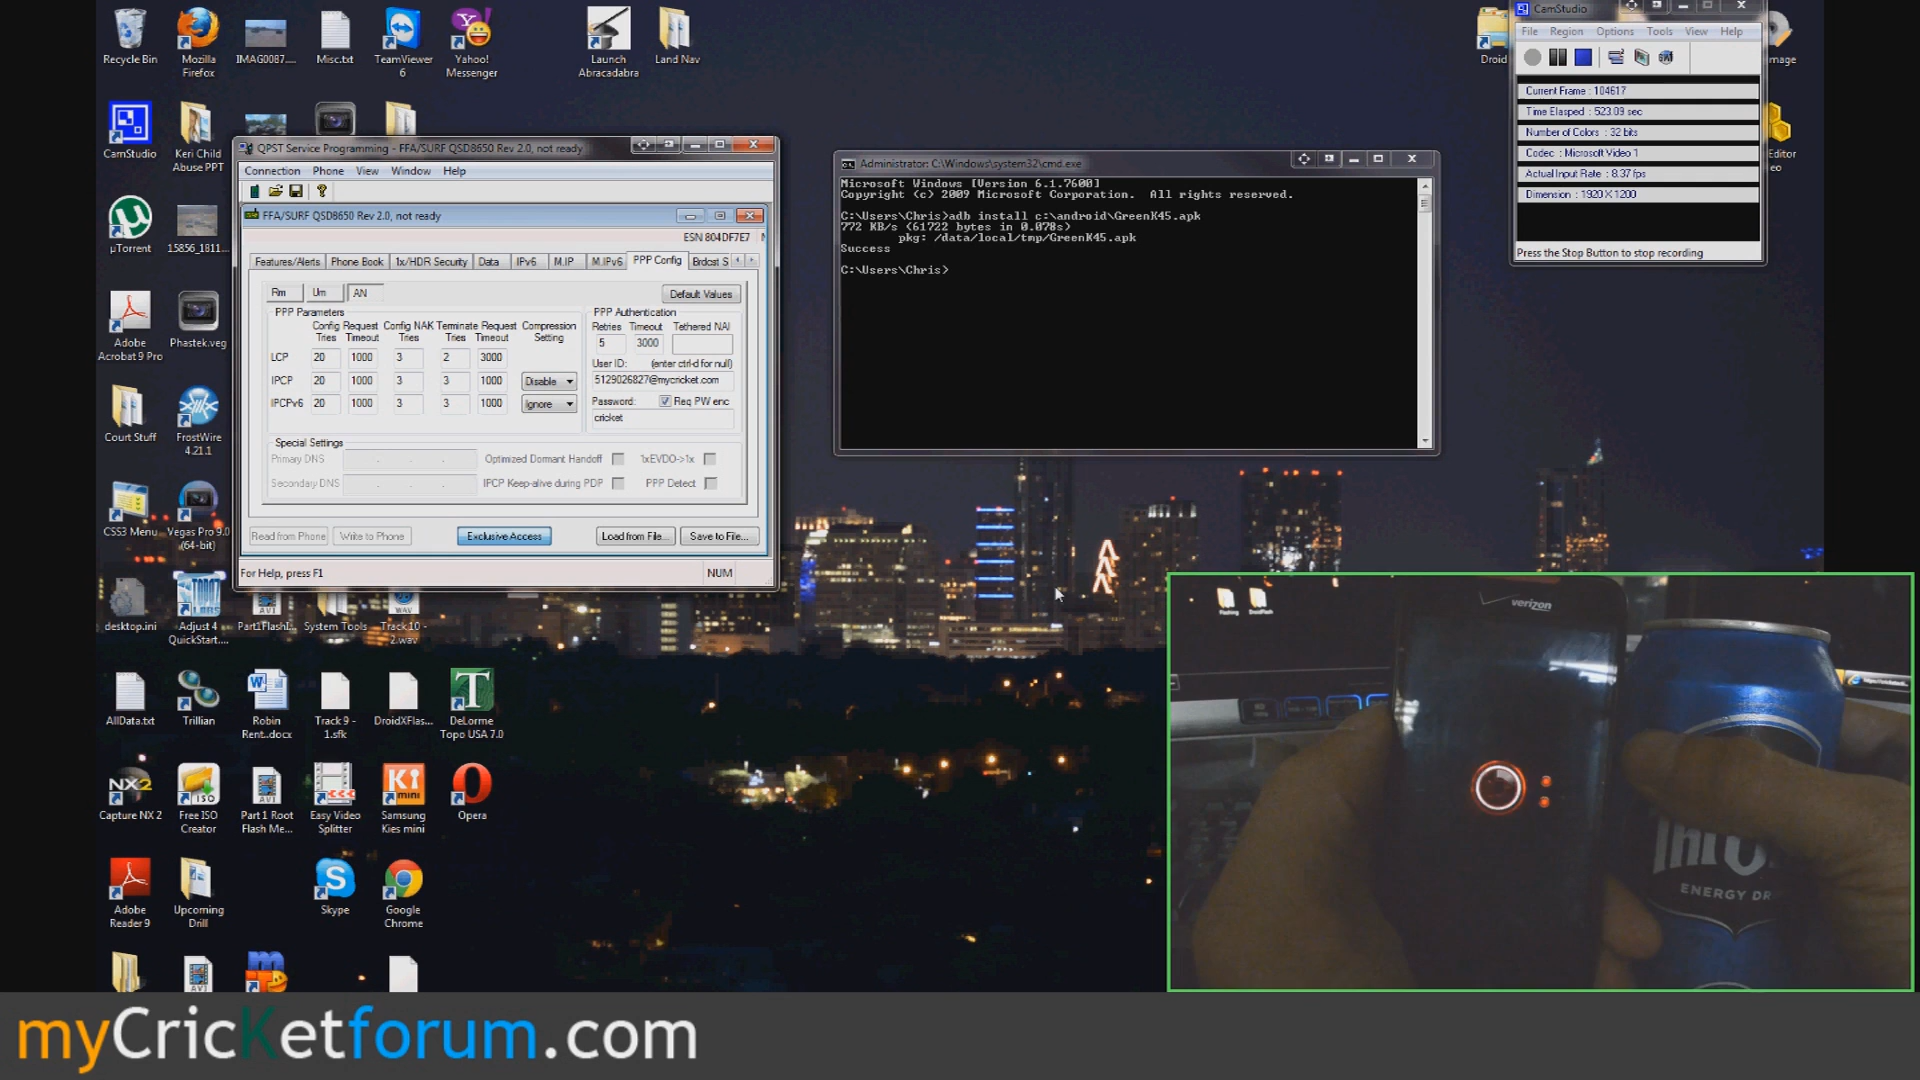 Recycle Bin
Mozilla Firefox
IMAG0087....
Misc.txt
TeamViewer 6
Yahoo! Messenger
Launch Abracadabra
Land Nav
Droid
CamStudio
File Region Options Tools View Help
Current Frame : 104617
Time Elasped : 523.09 sec
Number of Colors : 32 bits
Codec : Microsoft Video 1
Actual Input Rate : 8.37 fps
Dimension : 1920 X 1200
Press the Stop Button to stop recording
CamStudio
Keri Child Abuse PPT
QPST Service Programming - FFA/SURF QSD8650 Rev 2.0, not ready
Connection Phone View Window Help
FFA/SURF QSD8650 Rev 2.0, not ready
ESN 804DF7E7
Features/Alerts Phone Book 1x/HDR Security Data IPv6 M.IP M.IPv6 PPP Config Brdcst S
Rm Um AN Default Values
PPP Parameters
Config Request Config NAK Terminate Request Compression
Tries Timeout Tries Tries Timeout Setting
LCP 20 1000 3 2 3000
IPCP 20 1000 3 3 1000 Disable
IPCPv6 20 1000 3 3 1000 Ignore
PPP Authentication
Retries Timeout Tethered NAI
5 3000
User ID: (enter ctrl-d for null)
5129026827@mycricket.com
Password: Req PW enc
cricket
Special Settings
Primary DNS Optimized Dormant Handoff 1xEVDO->1x
Secondary DNS IPCP Keep-alive during PDP PPP Detect
Read from Phone Write to Phone Exclusive Access Load from File... Save to File...
For Help, press F1 NUM
Administrator: C:\Windows\system32\cmd.exe
Microsoft Windows [Version 6.1.7600]
Copyright (c) 2009 Microsoft Corporation.  All rights reserved.
C:\Users\Chris>adb install c:\android\GreenK45.apk
772 KB/s (61722 bytes in 0.078s)
pkg: /data/local/tmp/GreenK45.apk
Success
C:\Users\Chris>
µTorrent
15856_1811...
Adobe Acrobat 9 Pro
Phastek.veg
Court Stuff
FrostWire 4.21.1
CSS3 Menu
Vegas Pro 9.0 (64-bit)
desktop.ini
Adjust 4 QuickStart....
Part1FlashI...
System Tools
Track 10 - 2.wav
AllData.txt
Trillian
Robin Rent...docx
Track 9 - 1.sfk
DroidXFlas...
DeLorme Topo USA 7.0
Capture NX 2
Free ISO Creator
Part 1 Root Flash Me...
Easy Video Splitter
Samsung Kies mini
Opera
Adobe Reader 9
Upcoming Drill
Skype
Google Chrome
verizon
ENERGY DR
myCricKetforum.com